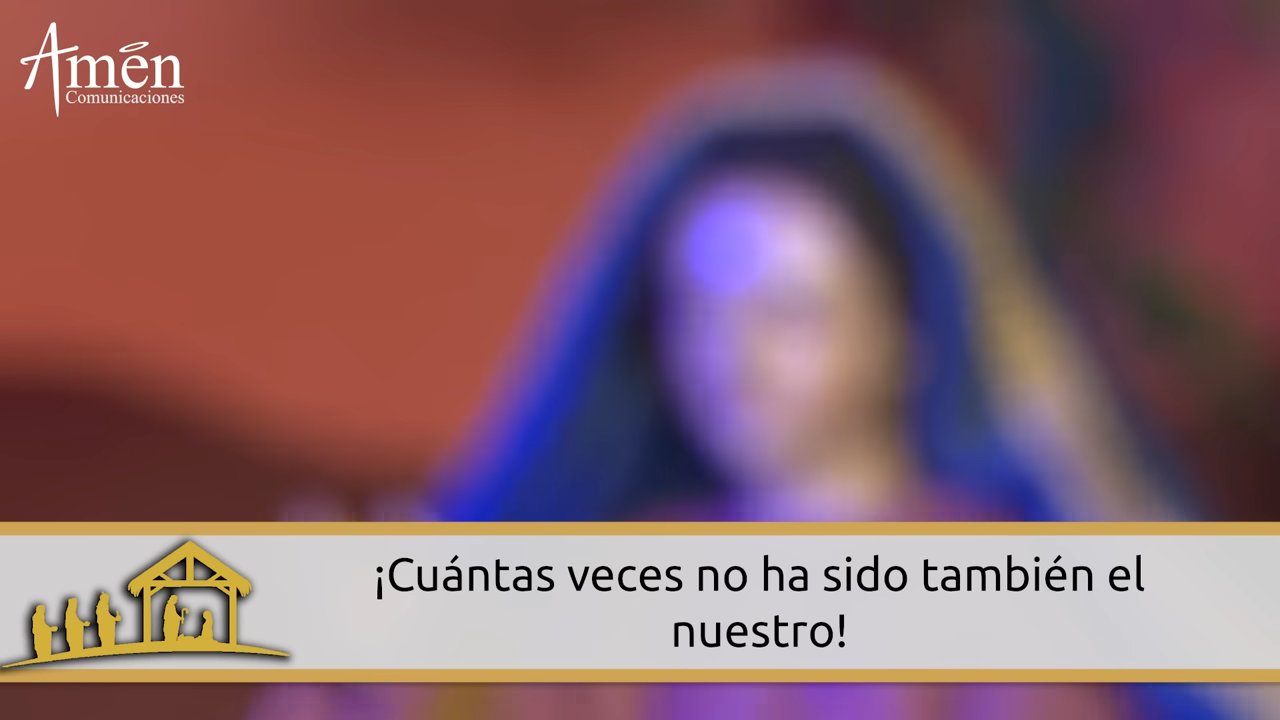 Amén
Comunicaciones
¡Cuántas veces no ha sido también el
nuestro!